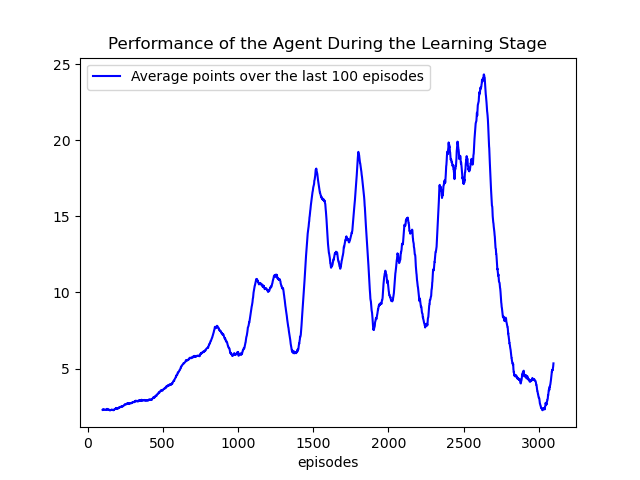 Performance of the Agent During the Learning Stage
Average points over the last 100 episodes
25
20
15
10
5
0 500 1000 1500 2000 2500 3000
episodes